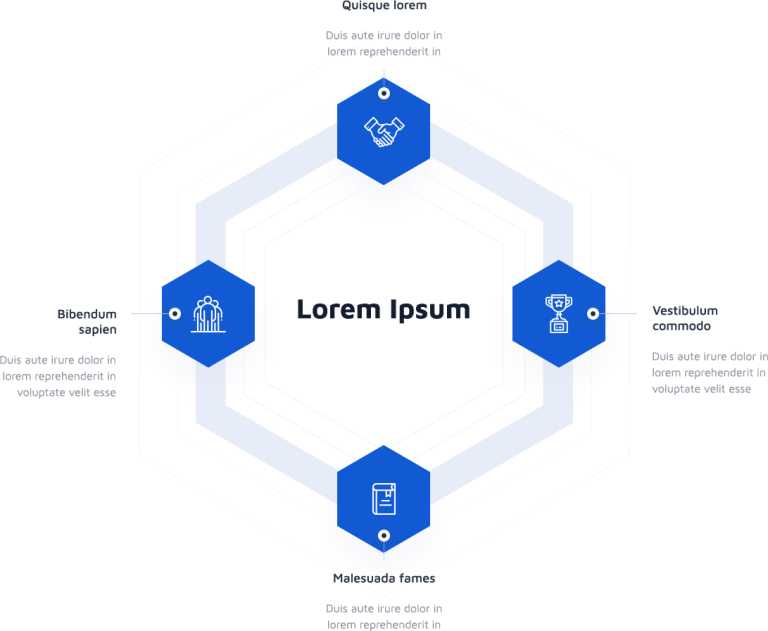 Quisque lorem
Duis aute irure dolor in
lorem reprehenderit in
Bibendum
sapien
Duis aute irure dolor in
lorem reprehenderit in
voluptate velit esse
Lorem Ipsum
Vestibulum
commodo
Duis aute irure dolor in
lorem reprehenderit in
voluptate velit esse
Malesuada fames
Duis aute irure dolor in
lorem reprehenderit in